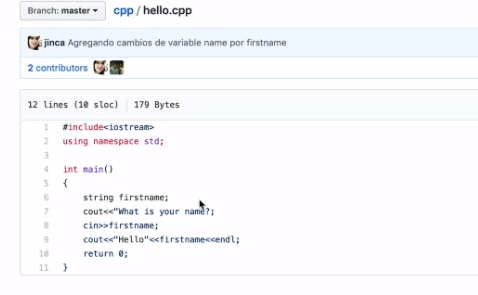 Branch: master cpp / hello.cpp
jinca Agregando cambios de variable name por firstname
2 contributors
12 lines (10 sloc) 179 Bytes
1 #include<iostream>
2 using namespace std;
3
4 int main()
5 {
6 string firstname;
7 cout<<"What is your name?;
8 cin>>firstname;
9 cout<<"Hello"<<firstname<<endl;
10 return 0;
11 }